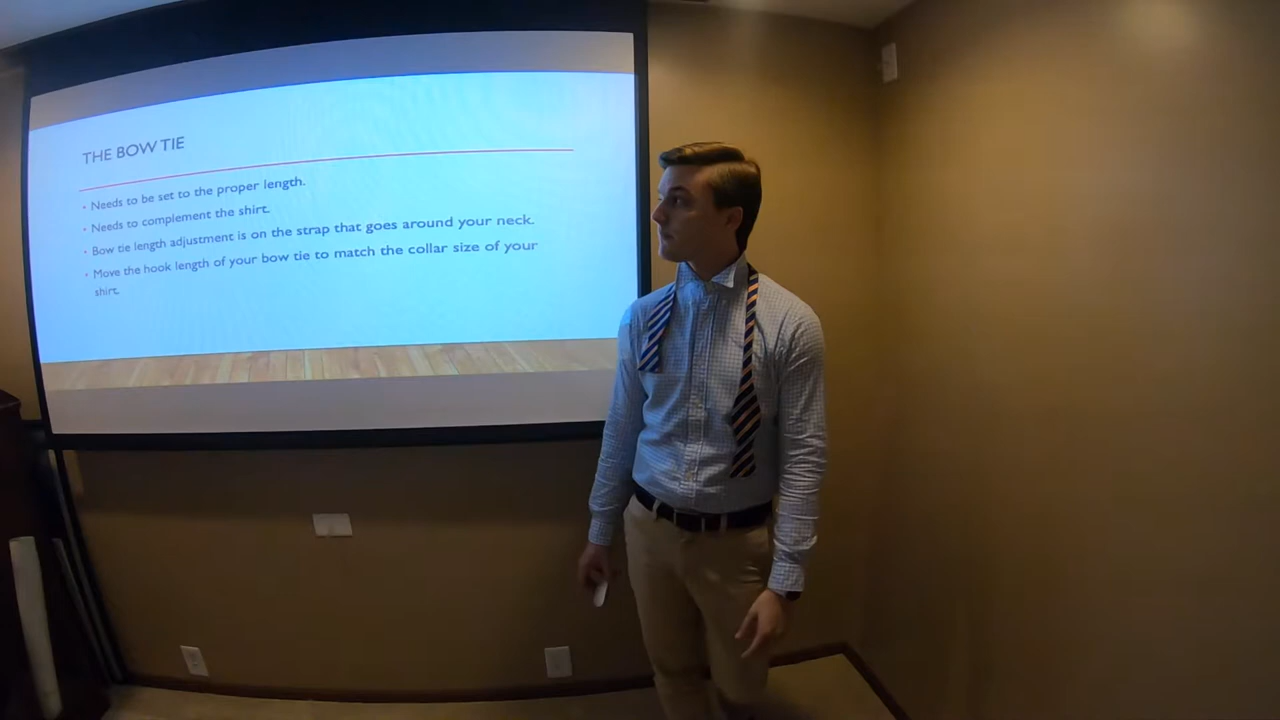 THE BOW TIE
• Needs to be set to the proper length.
• Needs to complement the shirt.
• Bow tie length adjustment is on the strap that goes around your neck.
• Move the hook length of your bow tie to match the collar size of your
shirt.